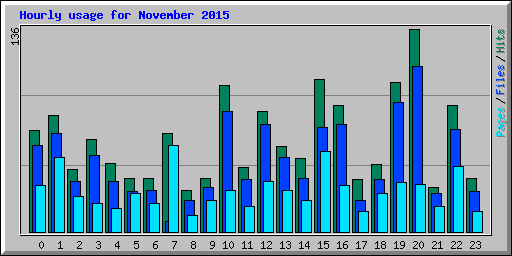 Hourly usage for November 2015
136
Pages/Files/Hits
0 1 2 3 4 5 6 7 8 9 10 11 12 13 14 15 16 17 18 19 20 21 22 23